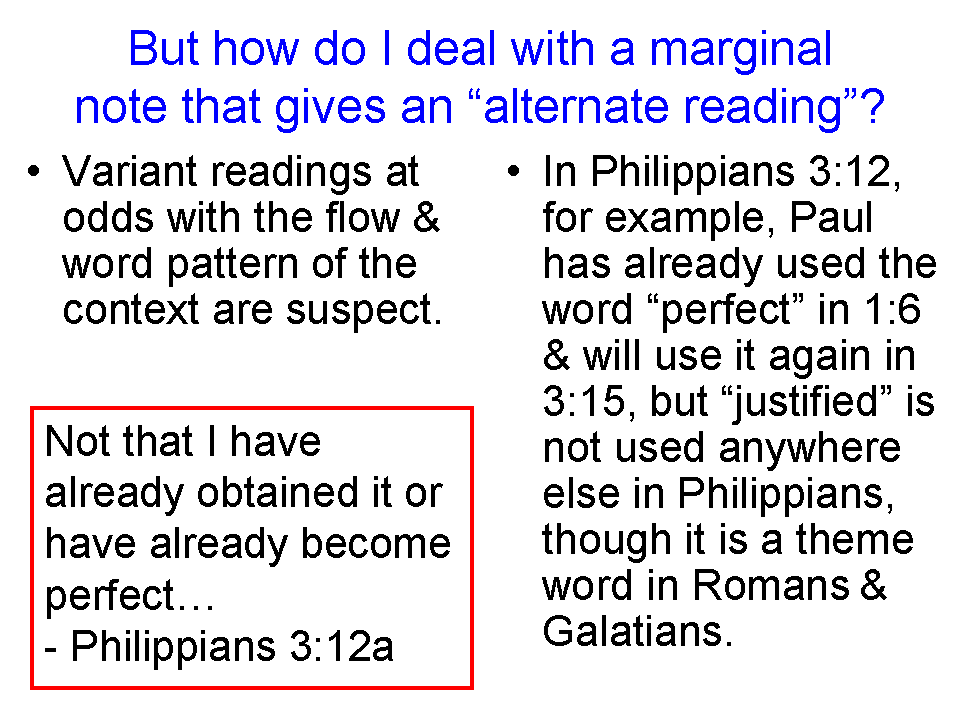 But how do I deal with a marginal
note that gives an “alternate reading”?
• Variant readings at
odds with the flow &
word pattern of the
context are suspect.
Not that I have
already obtained it or
have already become
perfect…
- Philippians 3:12a
• In Philippians 3:12,
for example, Paul
has already used the
word “perfect” in 1:6
& will use it again in
3:15, but “justified” is
not used anywhere
else in Philippians,
though it is a theme
word in Romans &
Galatians.